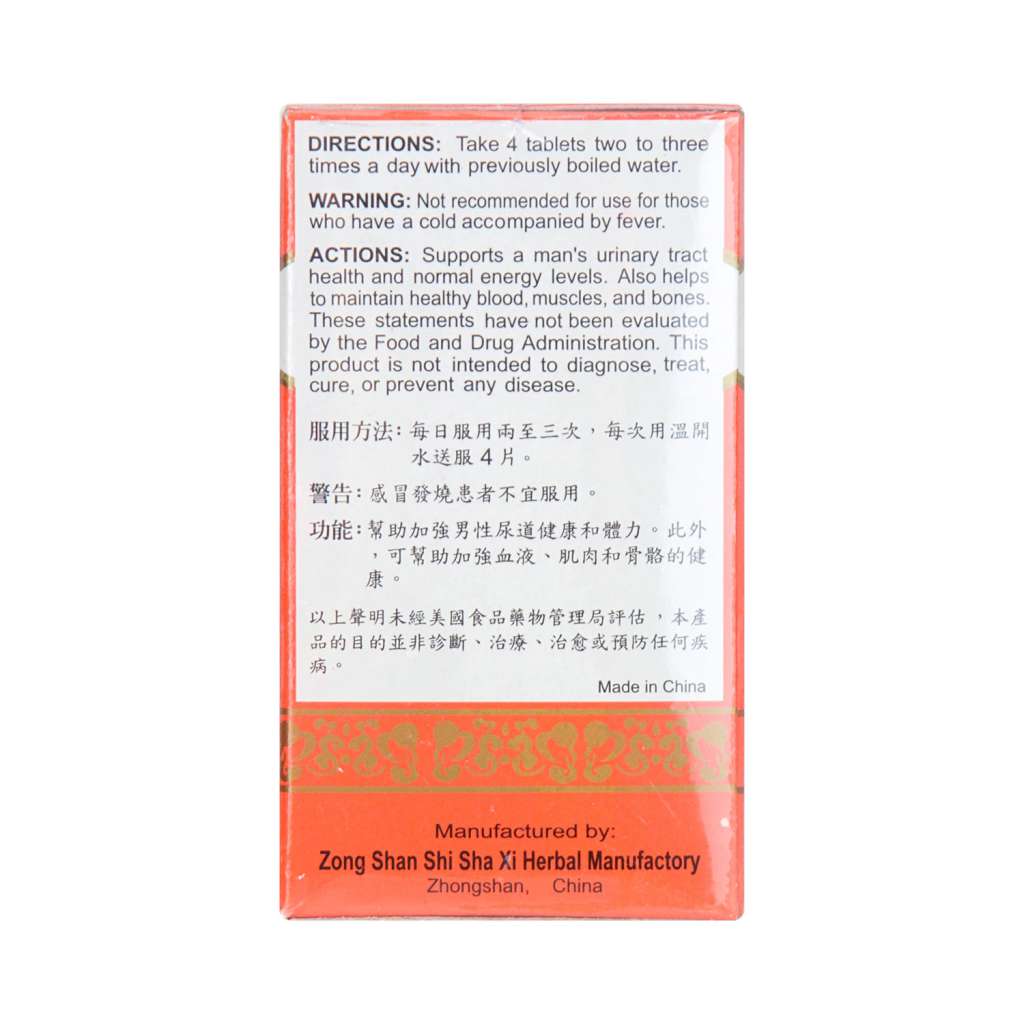 DIRECTIONS: Take 4 tablets two to three
times a day with previously boiled water.
WARNING: Not recommended for use for those
who have a cold accompanied by fever.
ACTIONS: Supports a man's urinary tract
health and normal energy levels. Also helps
to maintain healthy blood, muscles, and bones.
These statements have not been evaluated
by the Food and Drug Administration. This
product is not intended to diagnose, treat,
cure, or prevent any disease.
服用方法：每日服用兩至三次，每次用溫開
水送服 4 片。
警告：感冒發燒患者不宜服用。
功能：幫助加強男性尿道健康和體力。此外
，可幫助加強血液、肌肉和骨骼的健
康。
以上聲明未經美國食品藥物管理局評估，本產
品的目的並非診斷、治療、治愈或預防任何疾
病。
Made in China
Manufactured by:
Zong Shan Shi Sha Xi Herbal Manufactory
Zhongshan, China